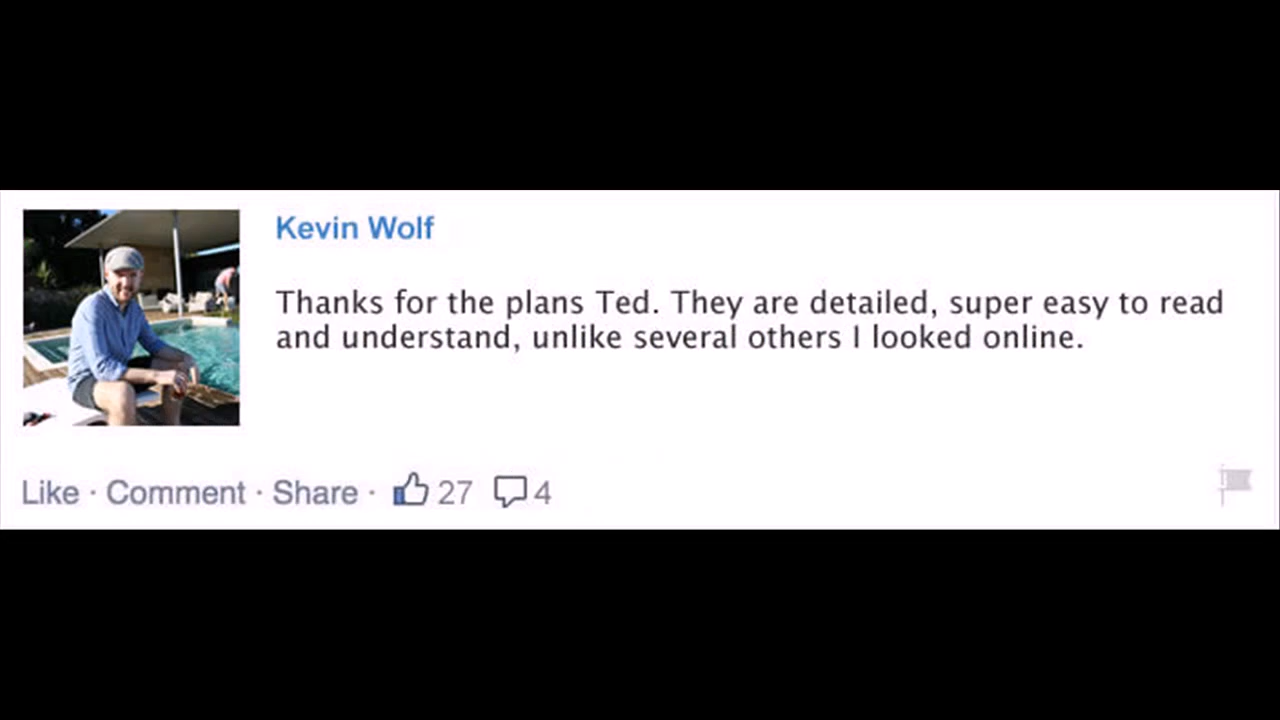 Kevin Wolf
Thanks for the plans Ted. They are detailed, super easy to read
and understand, unlike several others I looked online.
Like · Comment · Share · 27 4